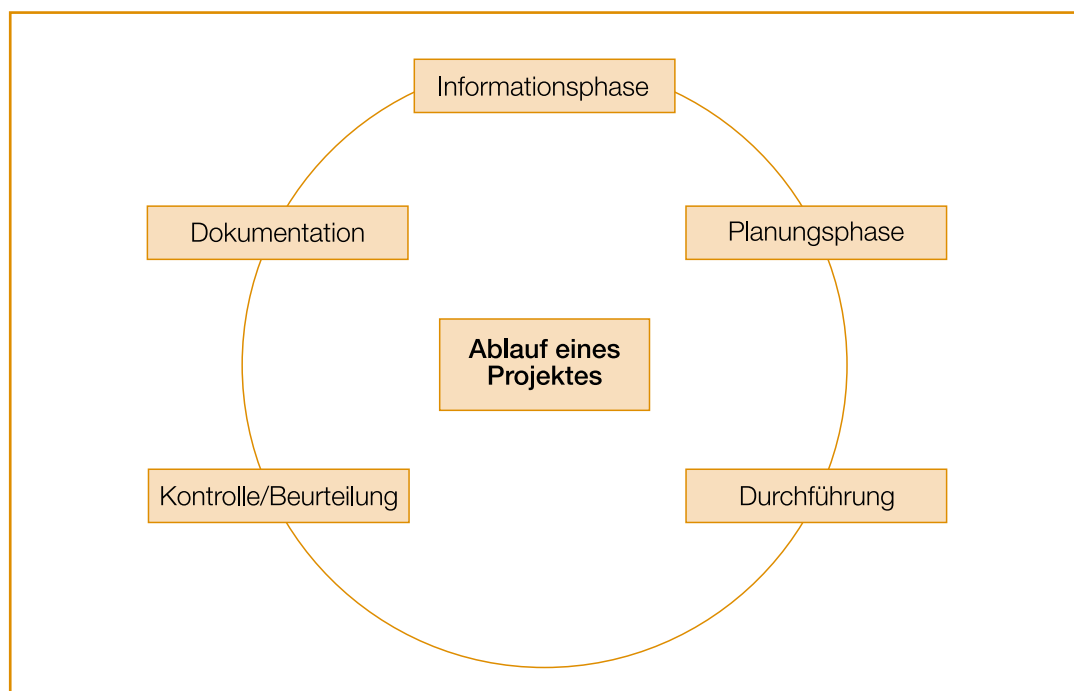 Informationsphase
Dokumentation
Planungsphase
Ablauf eines
Projektes
Kontrolle/Beurteilung
Durchführung